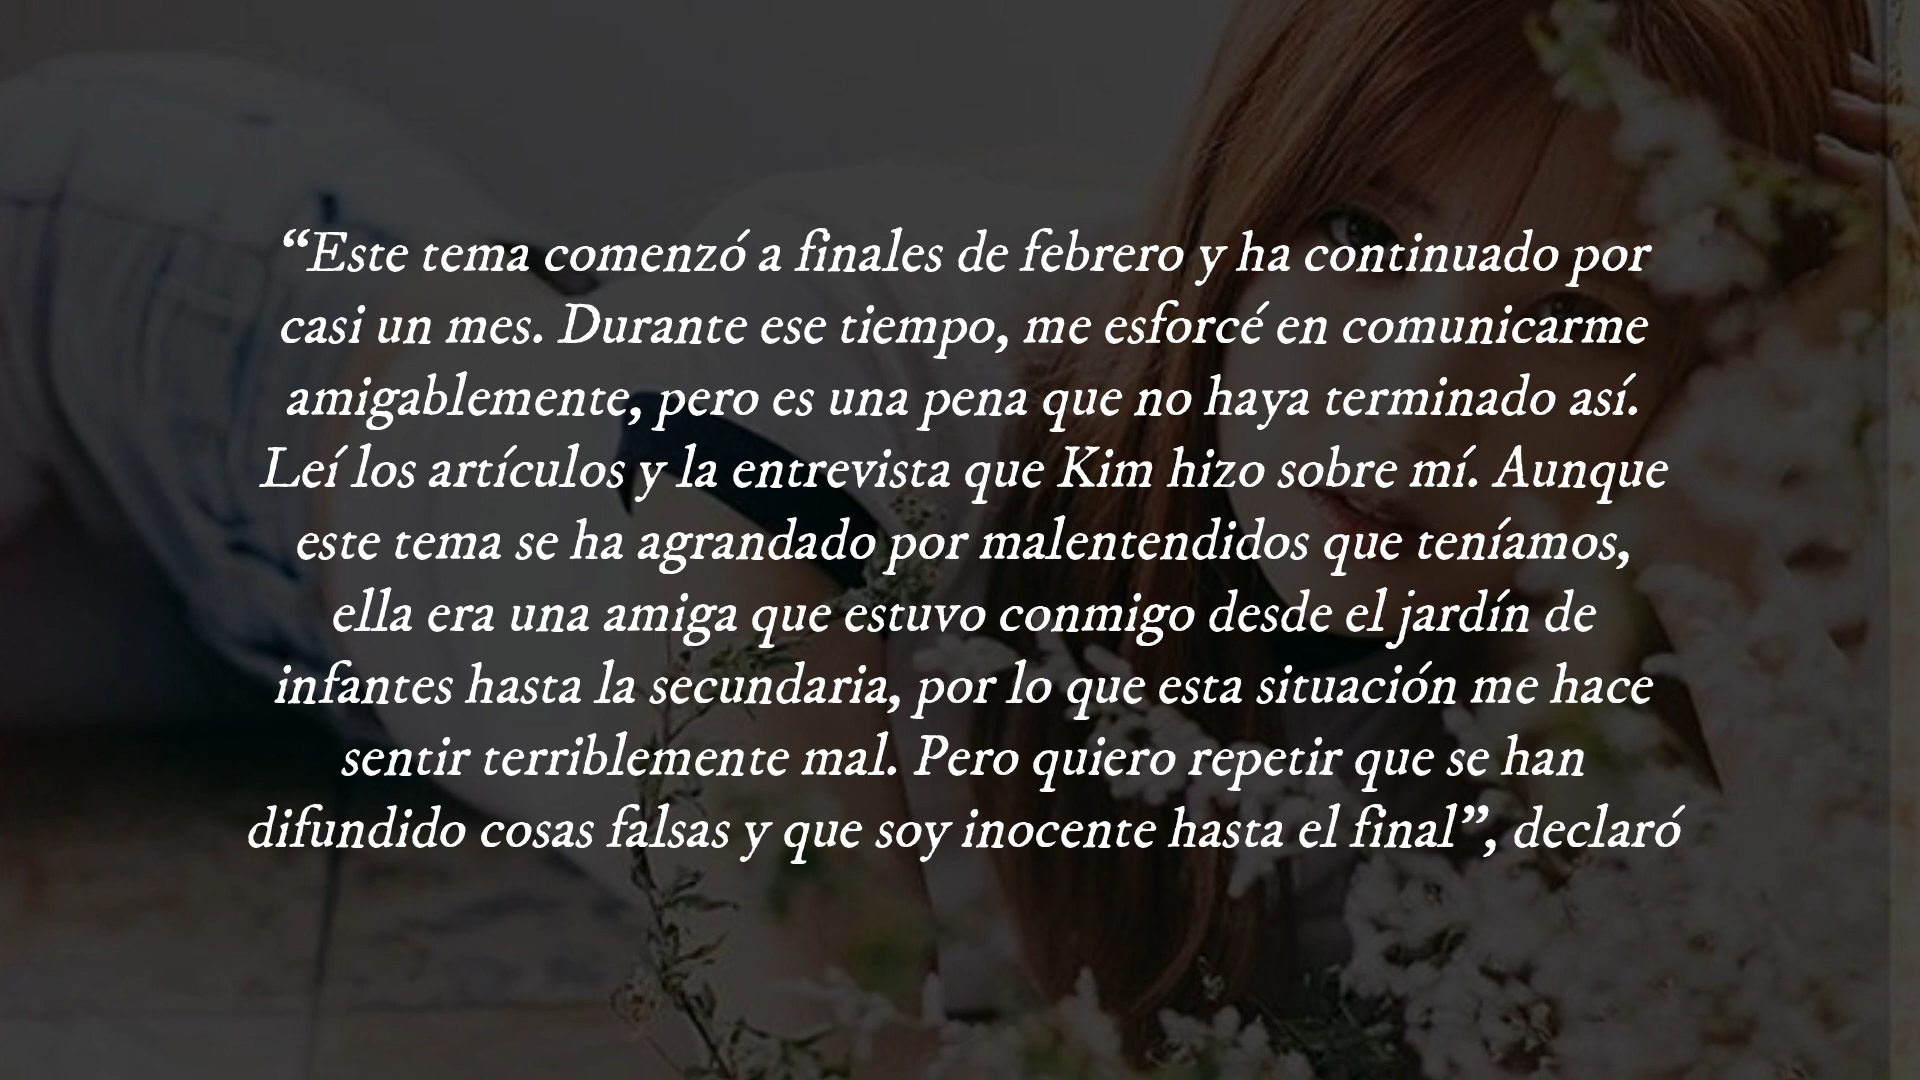 “Este tema comenzó a finales de febrero y ha continuado por
casi un mes. Durante ese tiempo, me esforcé en comunicarme
amigablemente, pero es una pena que no haya terminado así.
Leí los artículos y la entrevista que Kim hizo sobre mí. Aunque
este tema se ha agrandado por malentendidos que teníamos,
ella era una amiga que estuvo conmigo desde el jardín de
infantes hasta la secundaria, por lo que esta situación me hace
sentir terriblemente mal. Pero quiero repetir que se han
difundido cosas falsas y que soy inocente hasta el final”, declaró